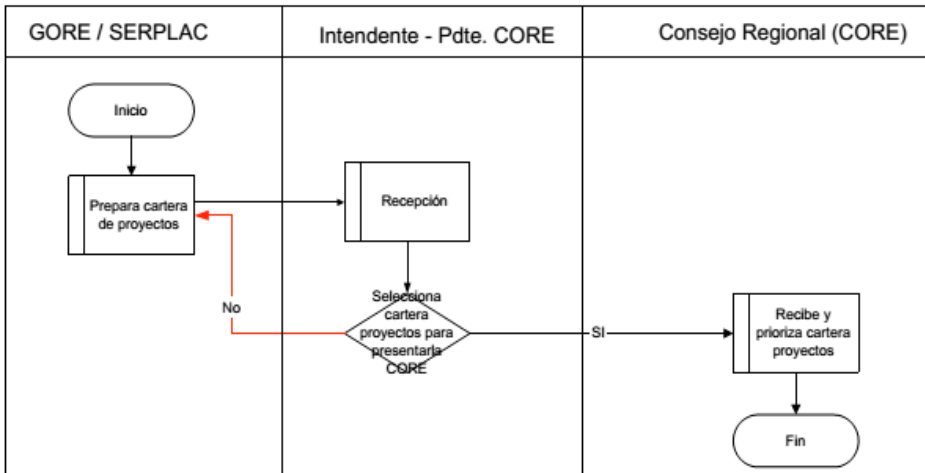 GORE / SERPLAC
Intendente - Pdte. CORE
Consejo Regional (CORE)
Inicio
Prepara cartera
de proyectos
Recepción
No
Selecciona
cartera
proyectos para
presentarla
CORE
SI
Recibe y
prioriza cartera
proyectos
Fin